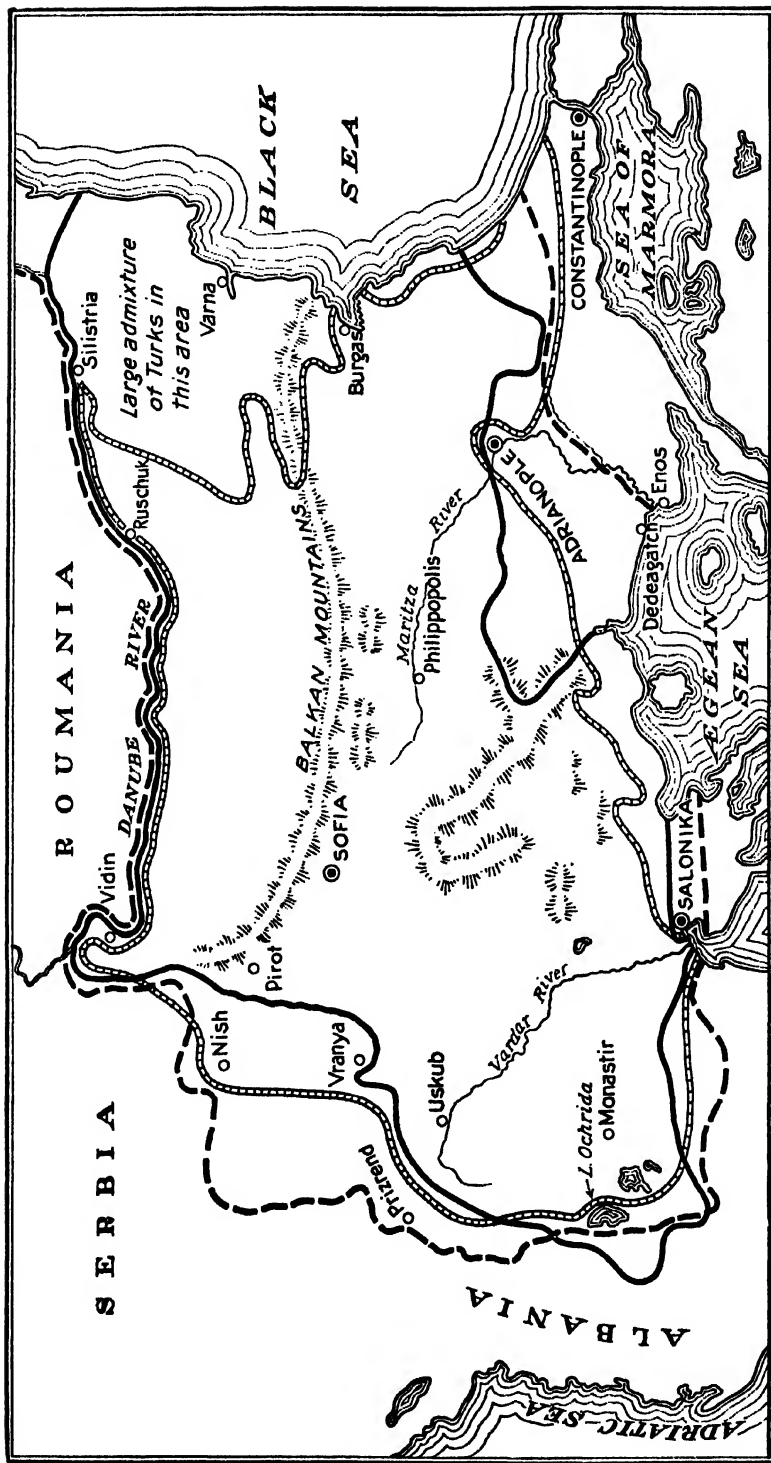 ROUMANIA
SERBIA
BLACK
SEA
DANUBE RIVER
Vidin
Silistria
Ruschuk
Large admixture
of Turks in
this area
Varna
Burgas
BALKAN MOUNTAINS
SOFIA
Pirot
Nish
Vranya
Maritza River
Philippopolis
Uskub
Prizrend
Vardar River
L. Ochrida
Monastir
ALBANIA
ADRIATIC SEA
SALONIKA
ÆGEAN
SEA
ADRIANOPLE
Dedeagatch
Enos
CONSTANTINOPLE
SEA OF
MARMORA